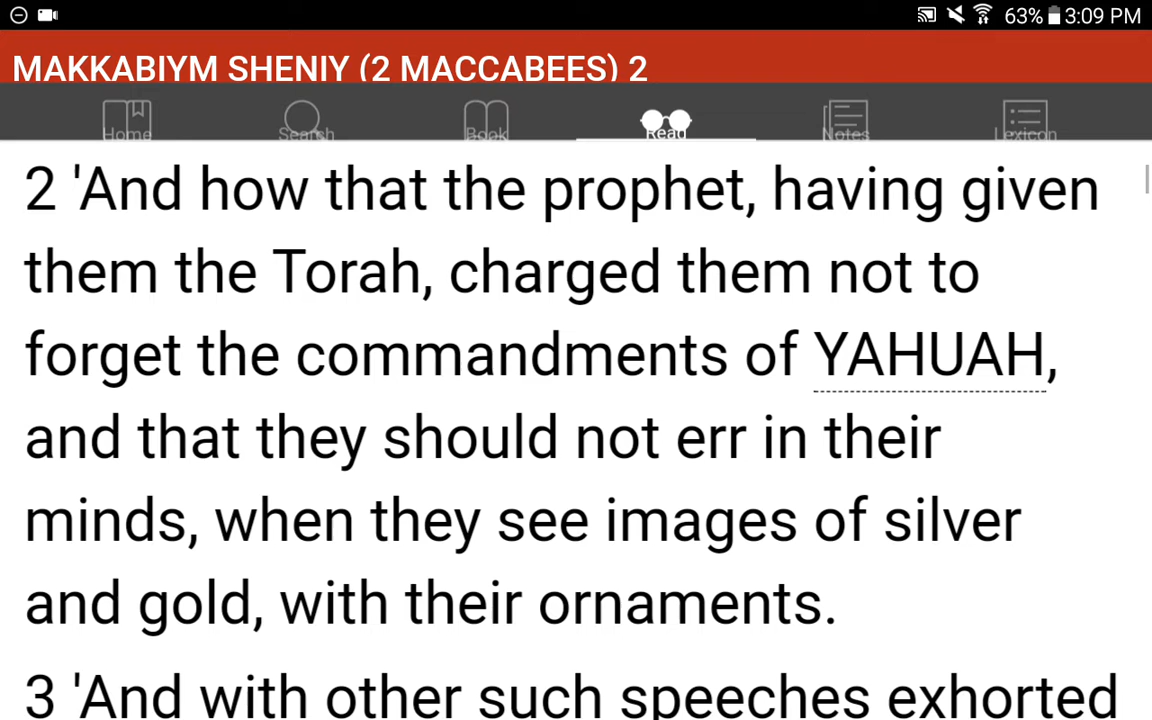 63% 3:09 PM
MAKKABIYM SHENIY (2 MACCABEES) 2
Home Search Book Read Notes Lexicon
2 'And how that the prophet, having given
them the Torah, charged them not to
forget the commandments of YAHUAH,
and that they should not err in their
minds, when they see images of silver
and gold, with their ornaments.
3 'And with other such speeches exhorted